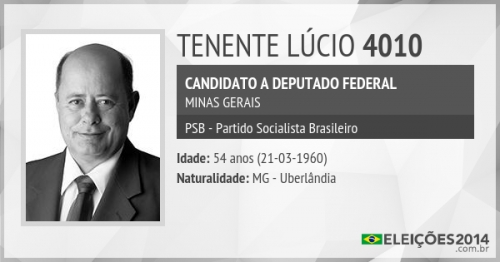 TENENTE LÚCIO 4010
CANDIDATO A DEPUTADO FEDERAL
MINAS GERAIS
PSB - Partido Socialista Brasileiro
Idade: 54 anos (21-03-1960)
Naturalidade: MG - Uberlândia
ELEIÇÕES2014
.com.br